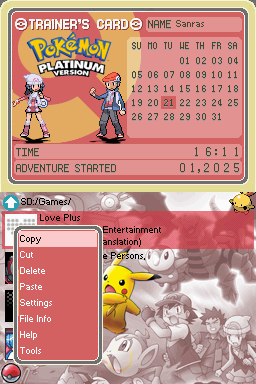 TRAINER'S CARD
NAME Sanras
Pokémon
PLATINUM
VERSION
SU MO TU WE TH FR SA
01 02 03 04
05 06 07 08 09 10 11
12 13 14 15 16 17 18
19 20 21 22 23 24 25
26 27 28 29 30 31
TIME 16:11
ADVENTURE STARTED 01,2025
SD:/Games/
Love Plus
Entertainment
anslation)
e Persons,
Copy
Cut
Delete
Paste
Settings
File Info
Help
Tools